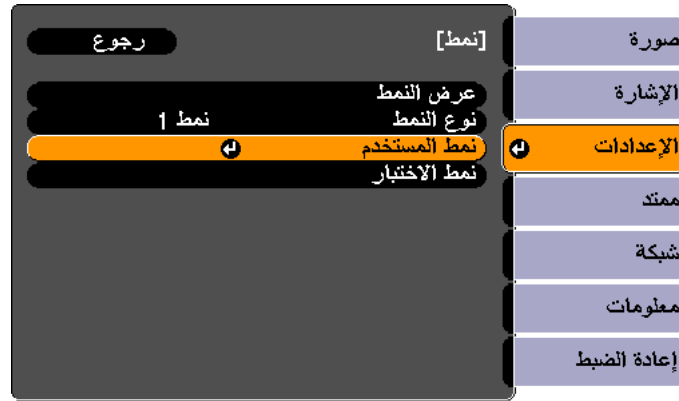 صورة
الإشارة
الإعدادات
ممتد
شبكة
معلومات
إعادة الضبط
[نمط] رجوع
عرض النمط
نوع النمط نمط 1
نمط المستخدم
نمط الاختبار